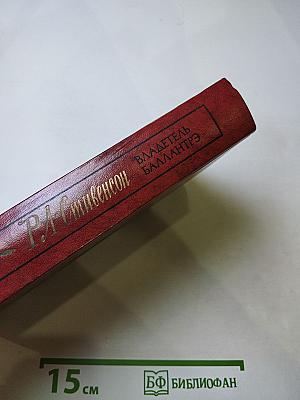 Р.Л.Стивенсон
ВЛАДЕТЕЛЬ
БАЛЛАНТРЭ
15 см
БФ БИБЛИОФАН